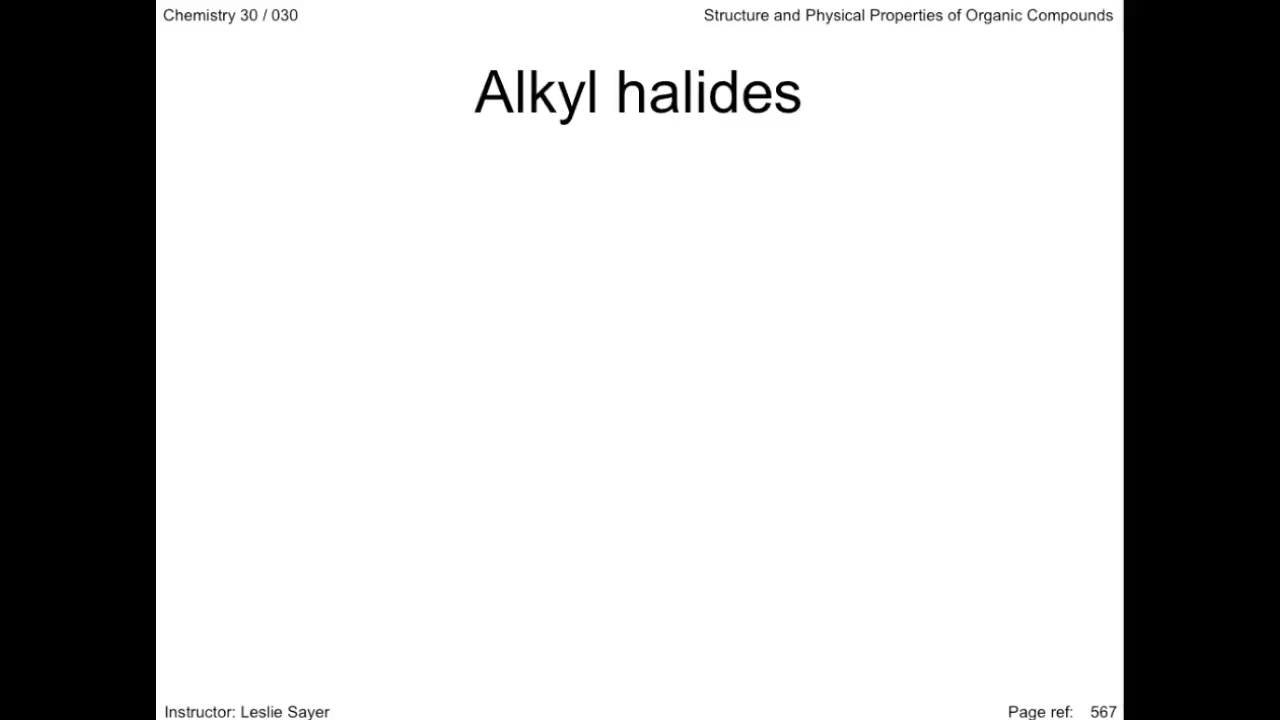 Chemistry 30 / 030
Structure and Physical Properties of Organic Compounds
Alkyl halides
Instructor: Leslie Sayer
Page ref: 567